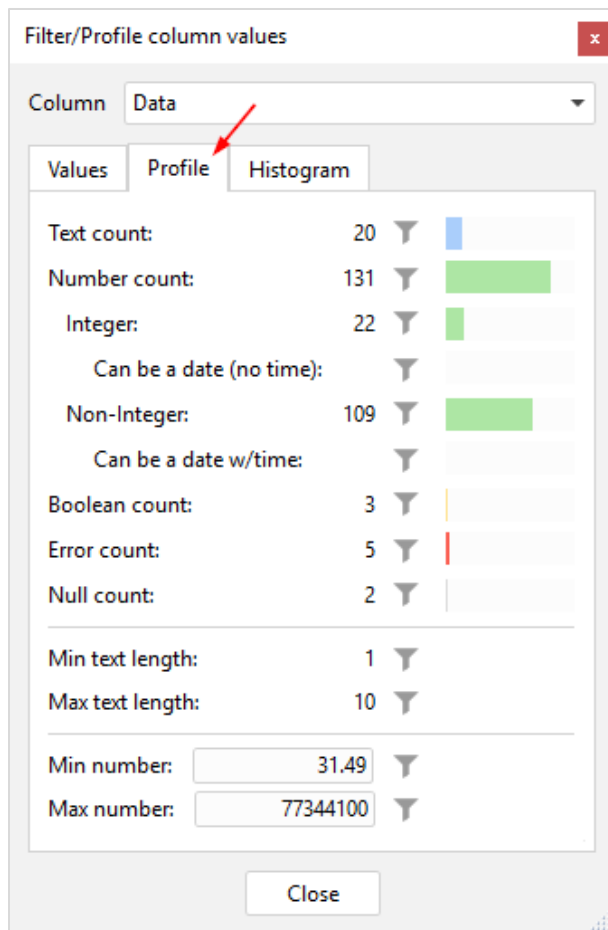 Filter/Profile column values x
Column Data
Values Profile Histogram
Text count: 20
Number count: 131
Integer: 22
Can be a date (no time):
Non-Integer: 109
Can be a date w/time:
Boolean count: 3
Error count: 5
Null count: 2
Min text length: 1
Max text length: 10
Min number: 31.49
Max number: 77344100
Close